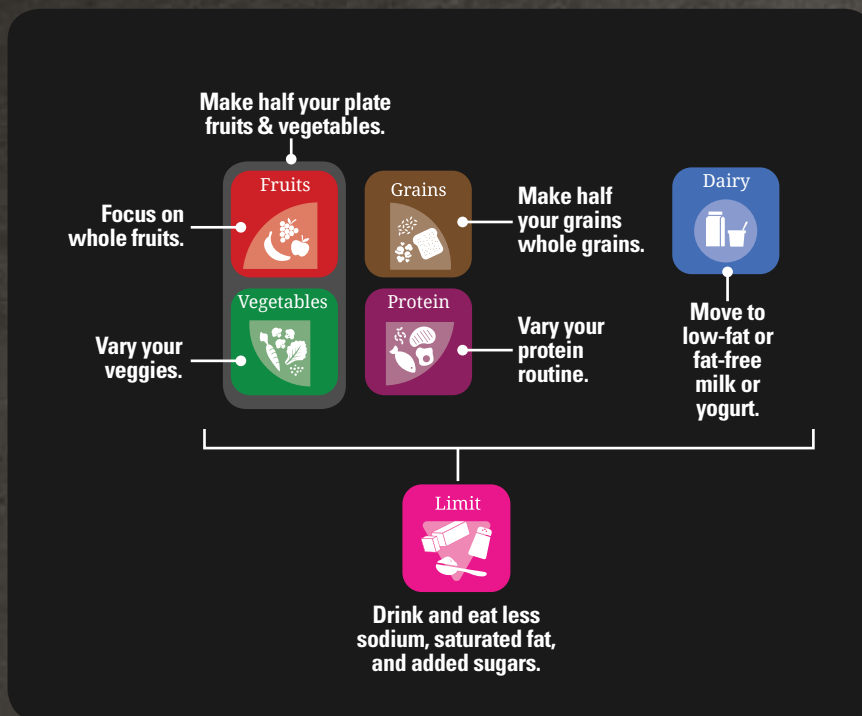 Make half your plate
fruits & vegetables.
Fruits
Focus on
whole fruits.
Grains
Make half
your grains
whole grains.
Dairy
Move to
low-fat or
fat-free
milk or
yogurt.
Vegetables
Vary your
veggies.
Protein
Vary your
protein
routine.
Limit
Drink and eat less
sodium, saturated fat,
and added sugars.